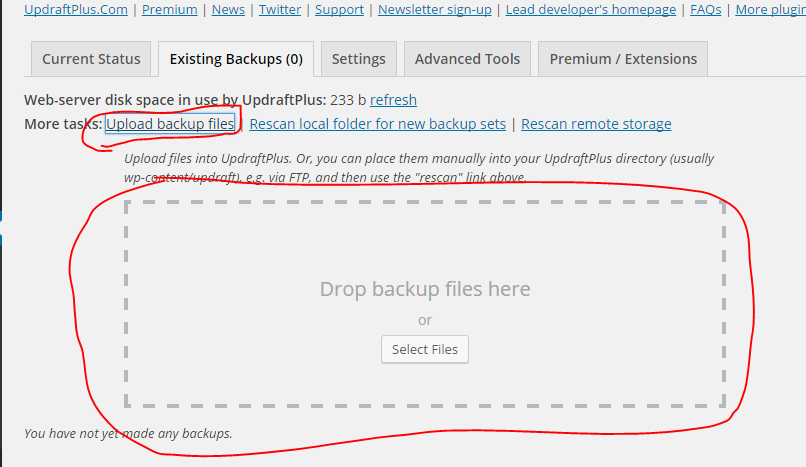 UpdraftPlus.Com | Premium | News | Twitter | Support | Newsletter sign-up | Lead developer's homepage | FAQs | More plugin
Current Status Existing Backups (0) Settings Advanced Tools Premium / Extensions
Web-server disk space in use by UpdraftPlus: 233 b refresh
More tasks: Upload backup files | Rescan local folder for new backup sets | Rescan remote storage
Upload files into UpdraftPlus. Or, you can place them manually into your UpdraftPlus directory (usually
wp-content/updraft), e.g. via FTP, and then use the "rescan" link above.
Drop backup files here
or
Select Files
You have not yet made any backups.